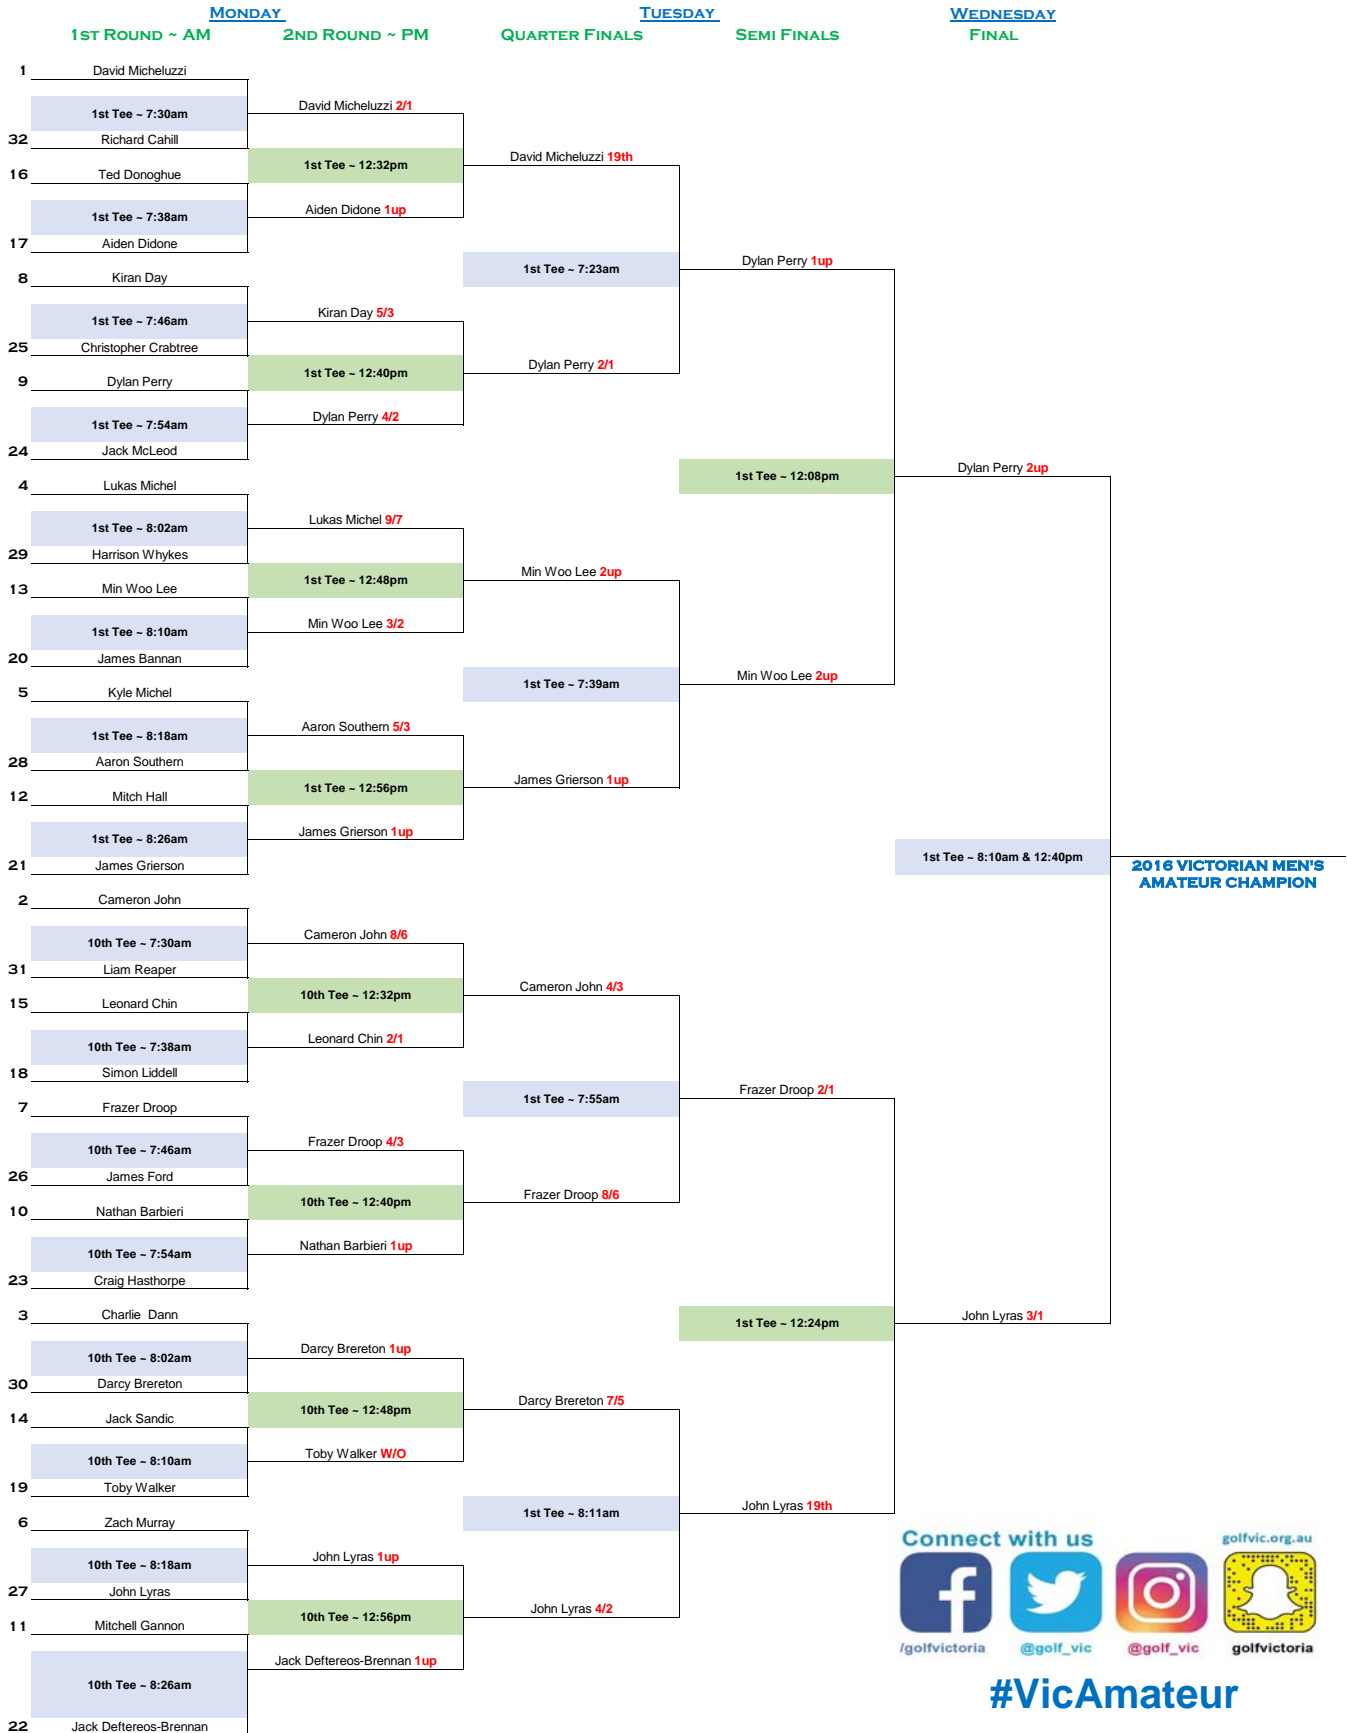 MONDAY TUESDAY WEDNESDAY
1ST ROUND ~ AM 2ND ROUND ~ PM QUARTER FINALS SEMI FINALS FINAL
1 David Micheluzzi
David Micheluzzi 2/1
1st Tee ~ 7:30am
32 Richard Cahill
David Micheluzzi 19th
1st Tee ~ 12:32pm
16 Ted Donoghue
Aiden Didone 1up
1st Tee ~ 7:38am
17 Aiden Didone
Dylan Perry 1up
1st Tee ~ 7:23am
8 Kiran Day
Kiran Day 5/3
1st Tee ~ 7:46am
25 Christopher Crabtree
Dylan Perry 2/1
1st Tee ~ 12:40pm
9 Dylan Perry
Dylan Perry 4/2
1st Tee ~ 7:54am
24 Jack McLeod
Dylan Perry 2up
1st Tee ~ 12:08pm
4 Lukas Michel
Lukas Michel 9/7
1st Tee ~ 8:02am
29 Harrison Whykes
Min Woo Lee 2up
1st Tee ~ 12:48pm
13 Min Woo Lee
Min Woo Lee 3/2
1st Tee ~ 8:10am
20 James Bannan
Min Woo Lee 2up
1st Tee ~ 7:39am
5 Kyle Michel
Aaron Southern 5/3
1st Tee ~ 8:18am
28 Aaron Southern
James Grierson 1up
1st Tee ~ 12:56pm
12 Mitch Hall
James Grierson 1up
1st Tee ~ 8:26am
1st Tee ~ 8:10am & 12:40pm
21 James Grierson
2016 VICTORIAN MEN'S
AMATEUR CHAMPION
2 Cameron John
Cameron John 8/6
10th Tee ~ 7:30am
31 Liam Reaper
Cameron John 4/3
10th Tee ~ 12:32pm
15 Leonard Chin
Leonard Chin 2/1
10th Tee ~ 7:38am
18 Simon Liddell
Frazer Droop 2/1
1st Tee ~ 7:55am
7 Frazer Droop
Frazer Droop 4/3
10th Tee ~ 7:46am
26 James Ford
Frazer Droop 8/6
10th Tee ~ 12:40pm
10 Nathan Barbieri
Nathan Barbieri 1up
10th Tee ~ 7:54am
23 Craig Hasthorpe
3 Charlie Dann
John Lyras 3/1
1st Tee ~ 12:24pm
Darcy Brereton 1up
10th Tee ~ 8:02am
30 Darcy Brereton
Darcy Brereton 7/5
10th Tee ~ 12:48pm
14 Jack Sandic
Toby Walker W/O
10th Tee ~ 8:10am
19 Toby Walker
John Lyras 19th
1st Tee ~ 8:11am
6 Zach Murray
John Lyras 1up
10th Tee ~ 8:18am
27 John Lyras
John Lyras 4/2
10th Tee ~ 12:56pm
11 Mitchell Gannon
Jack Deftereos-Brennan 1up
10th Tee ~ 8:26am
22 Jack Deftereos-Brennan
Connect with us golfvic.org.au
/golfvictoria @golf_vic @golf_vic golfvictoria
#VicAmateur